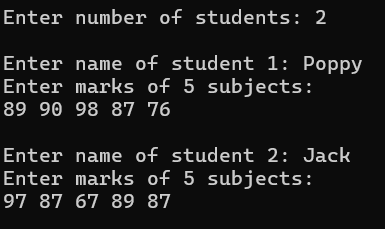 Enter number of students: 2
Enter name of student 1: Poppy
Enter marks of 5 subjects:
89 90 98 87 76
Enter name of student 2: Jack
Enter marks of 5 subjects:
97 87 67 89 87